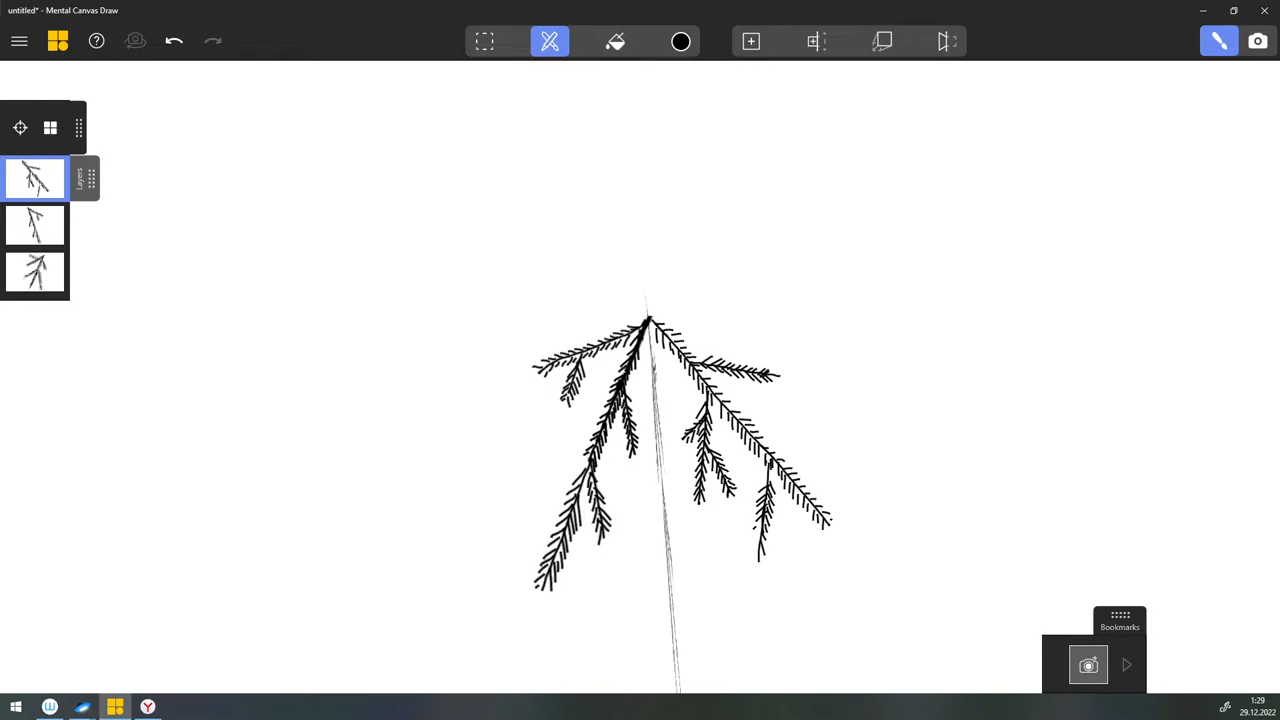 untitled* - Mental Canvas Draw
Layers
Bookmarks
1:29
29.12.2022